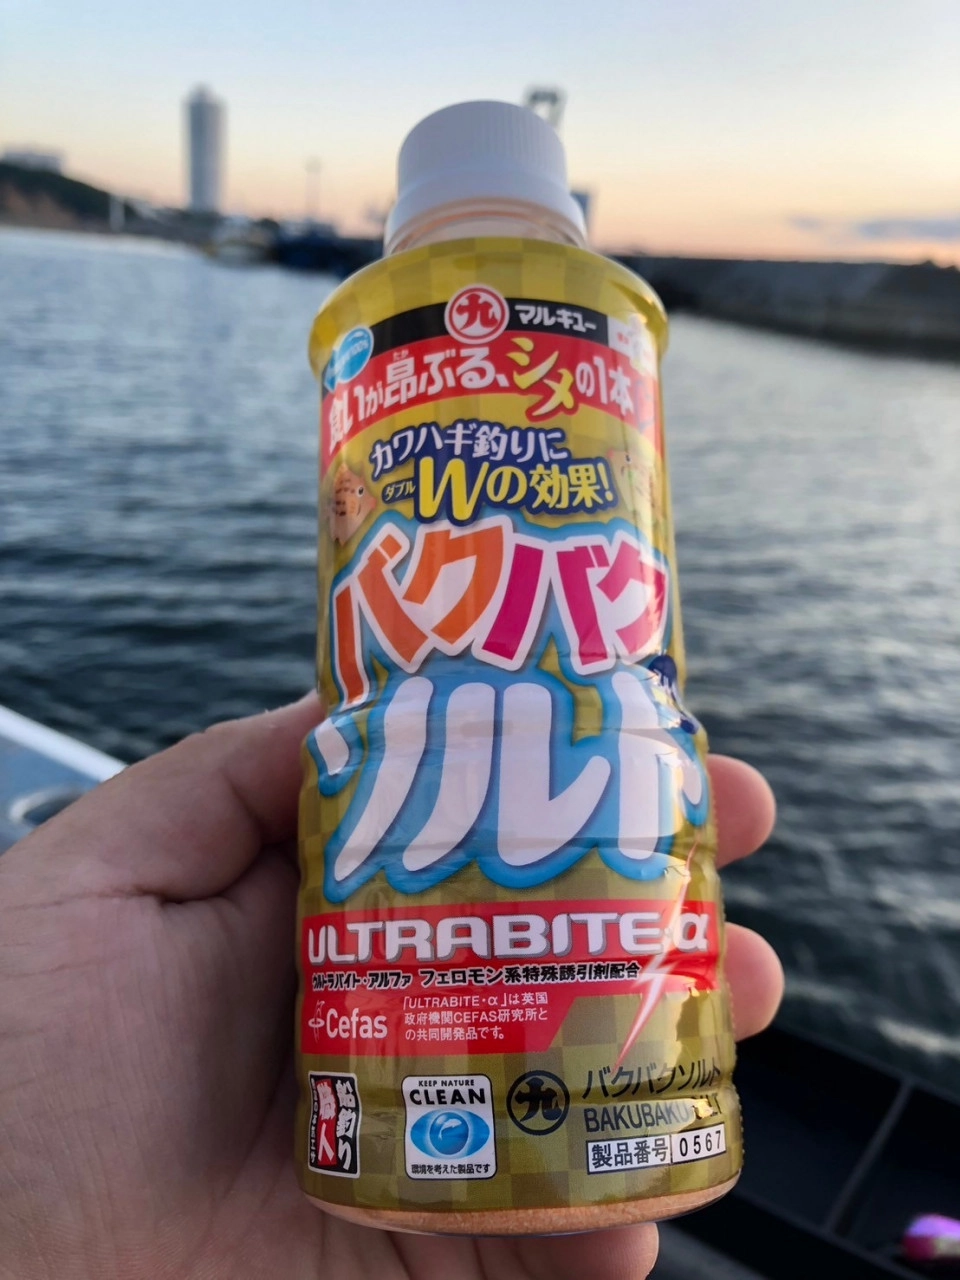 九 マルキュー
食いが昂ぶる、シメの1本
たか
カワハギ釣りに
ダブル
Wの効果!
バクバク
ソルト
ULTRABITE・α
ウルトラバイト・アルファ フェロモン系特殊誘引剤配合
Cefas
「ULTRABITE・α」は英国
政府機関CEFAS研究所と
の共同開発品です。
船釣り
職人
KEEP NATURE
CLEAN
環境を考えた製品です
九
バクバクソルト
BAKUBAKU
製品番号 0567